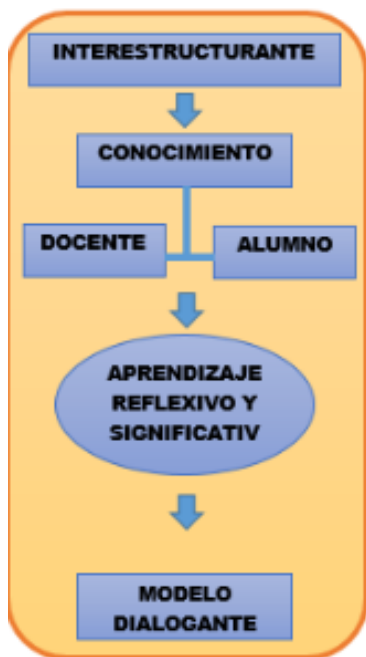 INTERESTRUCTURANTE
CONOCIMIENTO
DOCENTE
ALUMNO
APRENDIZAJE
REFLEXIVO Y
SIGNIFICATIV
MODELO
DIALOGANTE